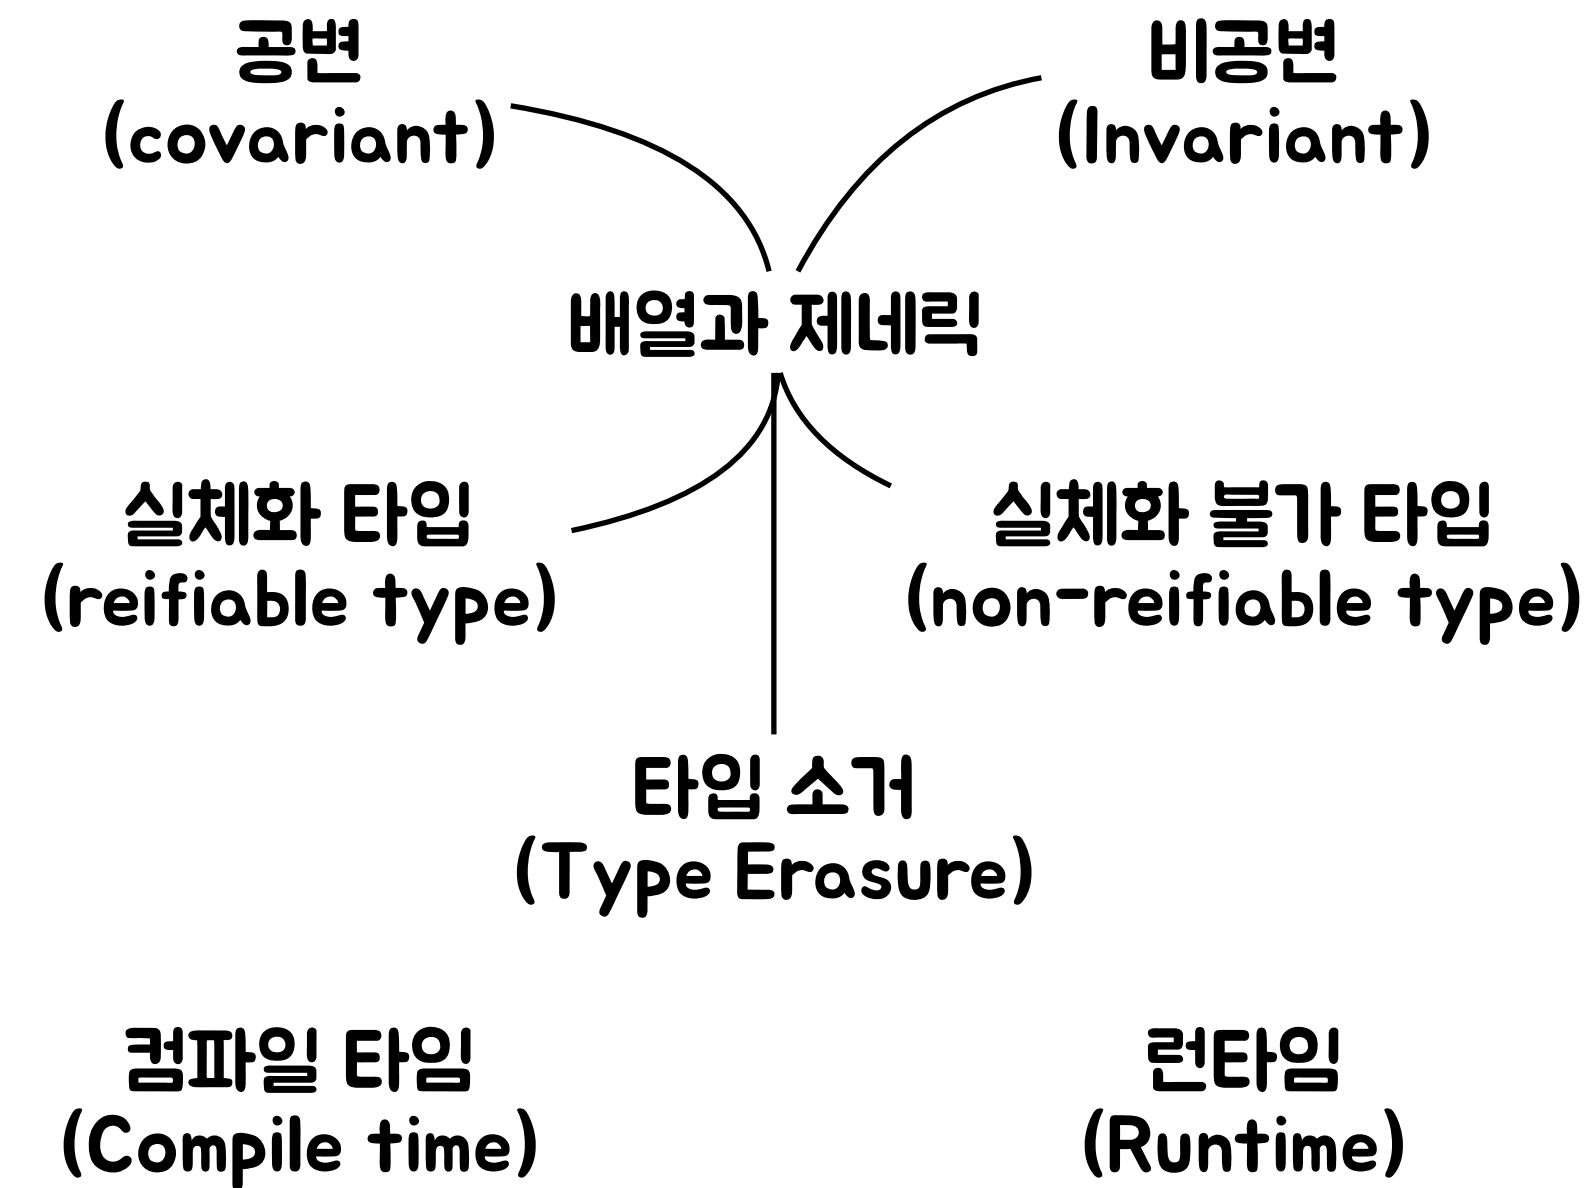 공변
(covariant)
비공변
(Invariant)
배열과 제네릭
실체화 타입
(reifiable type)
실체화 불가 타입
(non-reifiable type)
타입 소거
(Type Erasure)
컴파일 타임
(Compile time)
런타임
(Runtime)